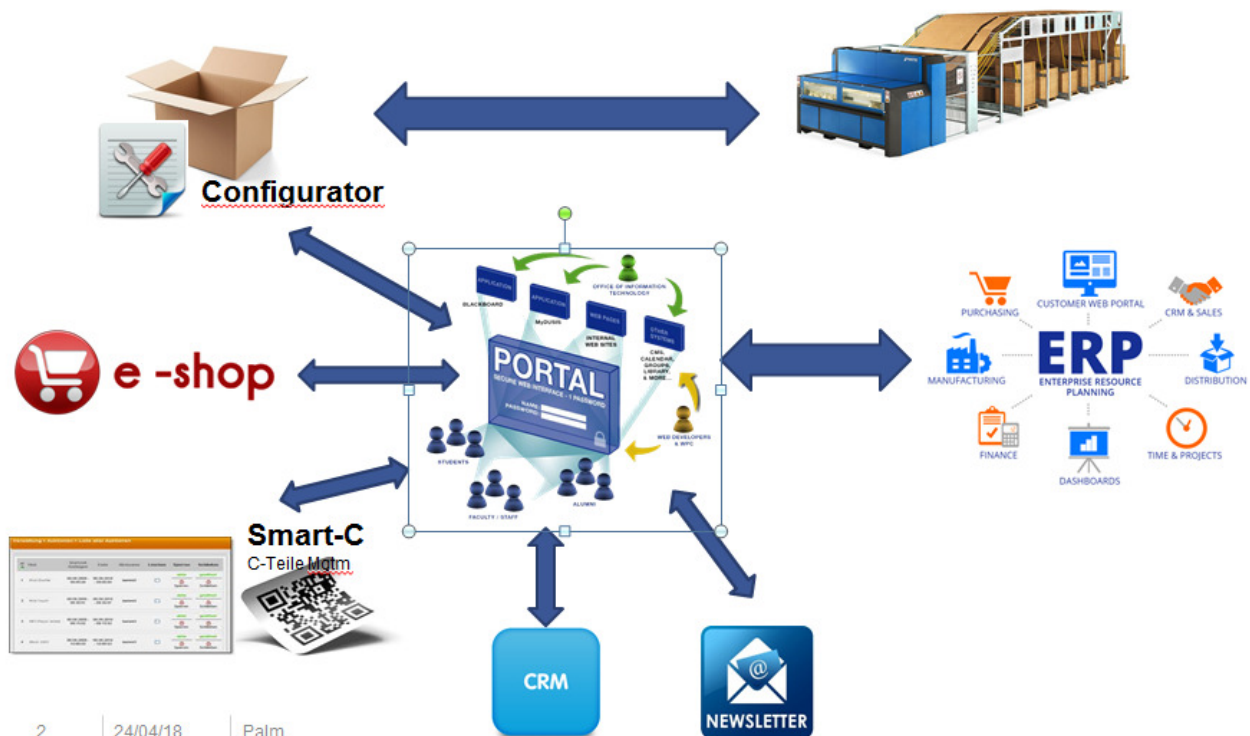 Configurator
APPLICATION
BLACKBOARD
APPLICATION
WEB PAGES
INTERNAL
WEB SITES
OTHER
SYSTEMS
CMS,
CALENDAR,
GROUPS,
LIBRARY,
& MORE...
OFFICE OF INFORMATION
TECHNOLOGY
PORTAL
SECURE WEB-INTERFACE - 1 PASSWORD
NAME:
PASSWORD:
WEB DEVELOPERS
STUDENTS
FACULTY / STAFF
ALUMNI
e -shop
PURCHASING
CUSTOMER WEB PORTAL
CRM & SALES
MANUFACTURING
ERP
ENTERPRISE RESOURCE
PLANNING
DISTRIBUTION
FINANCE
DASHBOARDS
TIME & PROJECTS
Smart-C
C-Teile Mgtm
CRM
@
NEWSLETTER
2
24/04/18
Palm